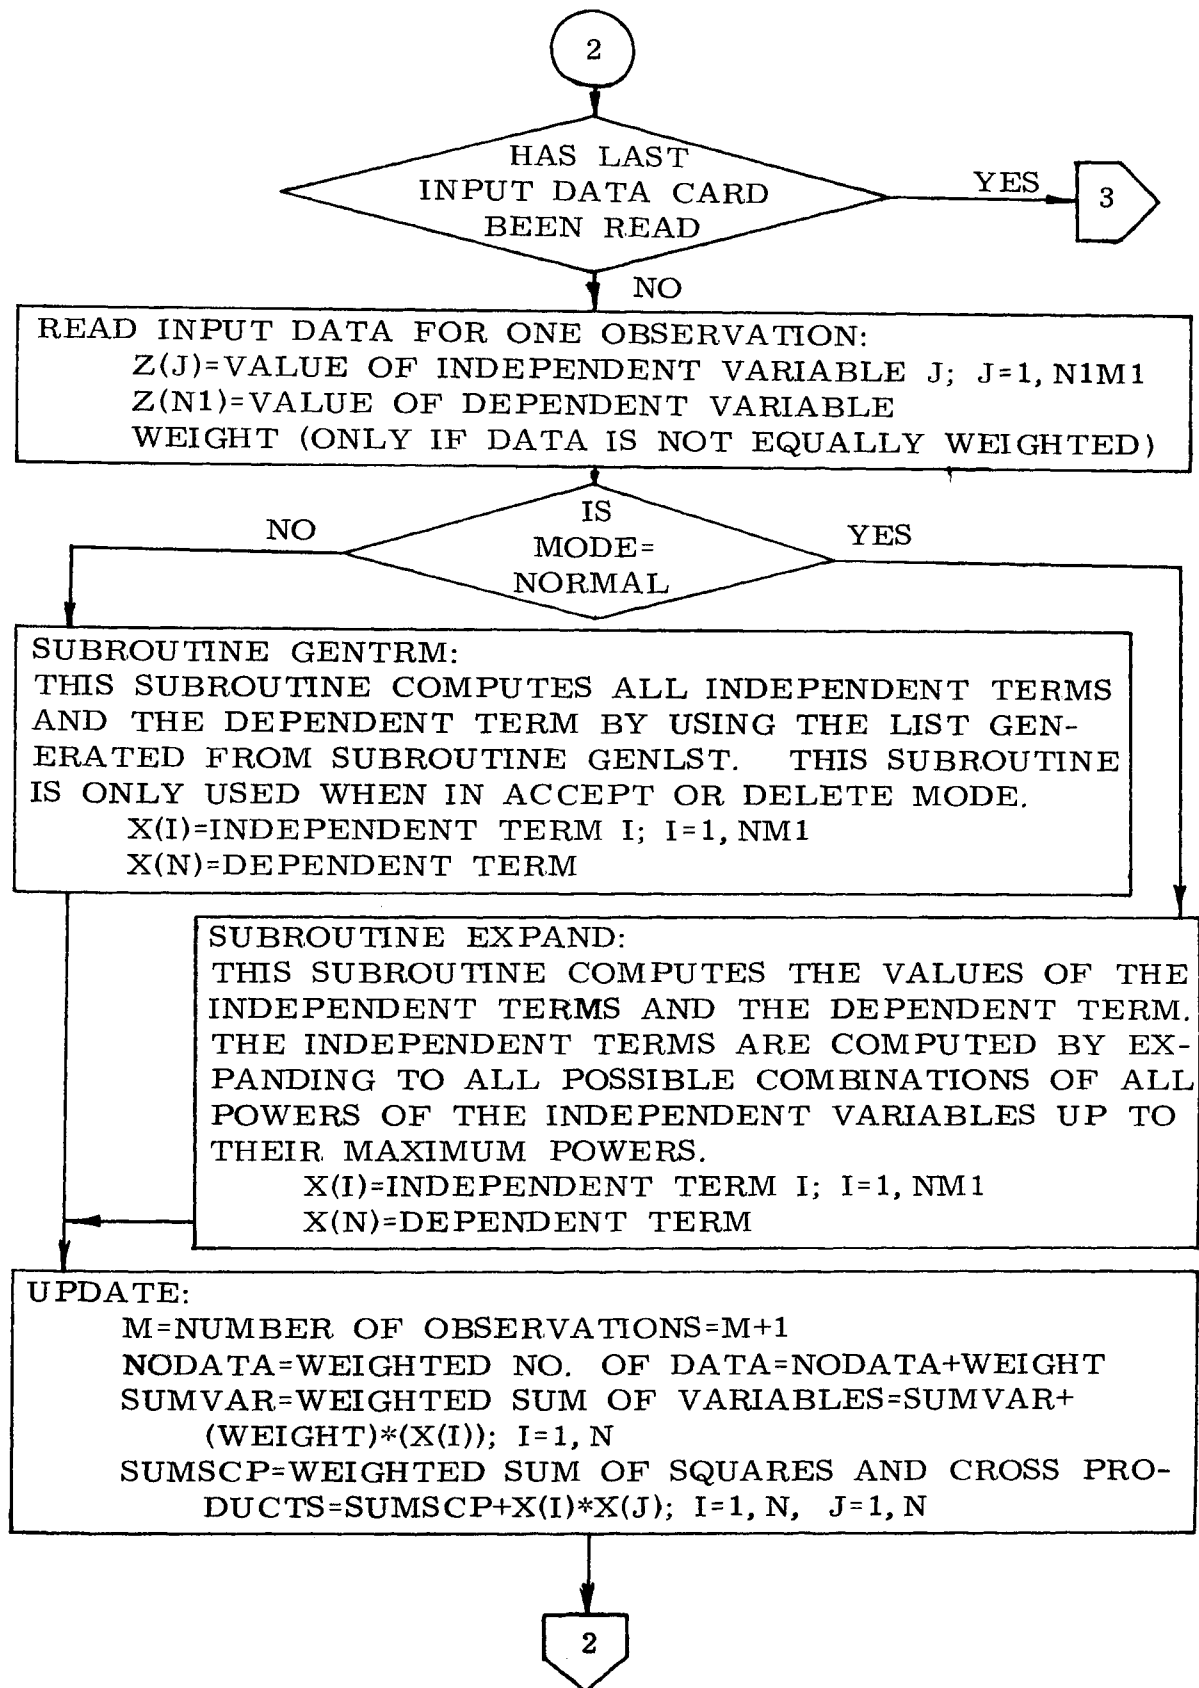 2
HAS LAST
INPUT DATA CARD
BEEN READ
YES
3
NO
READ INPUT DATA FOR ONE OBSERVATION:
Z(J)=VALUE OF INDEPENDENT VARIABLE J; J=1, N1M1
Z(N1)=VALUE OF DEPENDENT VARIABLE
WEIGHT (ONLY IF DATA IS NOT EQUALLY WEIGHTED)
IS
MODE=
NORMAL
NO
YES
SUBROUTINE GENTRM:
THIS SUBROUTINE COMPUTES ALL INDEPENDENT TERMS
AND THE DEPENDENT TERM BY USING THE LIST GEN-
ERATED FROM SUBROUTINE GENLST. THIS SUBROUTINE
IS ONLY USED WHEN IN ACCEPT OR DELETE MODE.
X(I)=INDEPENDENT TERM I; I=1, NM1
X(N)=DEPENDENT TERM
SUBROUTINE EXPAND:
THIS SUBROUTINE COMPUTES THE VALUES OF THE
INDEPENDENT TERMS AND THE DEPENDENT TERM.
THE INDEPENDENT TERMS ARE COMPUTED BY EX-
PANDING TO ALL POSSIBLE COMBINATIONS OF ALL
POWERS OF THE INDEPENDENT VARIABLES UP TO
THEIR MAXIMUM POWERS.
X(I)=INDEPENDENT TERM I; I=1, NM1
X(N)=DEPENDENT TERM
UPDATE:
M=NUMBER OF OBSERVATIONS=M+1
NODATA=WEIGHTED NO. OF DATA=NODATA+WEIGHT
SUMVAR=WEIGHTED SUM OF VARIABLES=SUMVAR+
(WEIGHT)*(X(I)); I=1, N
SUMSCP=WEIGHTED SUM OF SQUARES AND CROSS PRO-
DUCTS=SUMSCP+X(I)*X(J); I=1, N, J=1, N
2